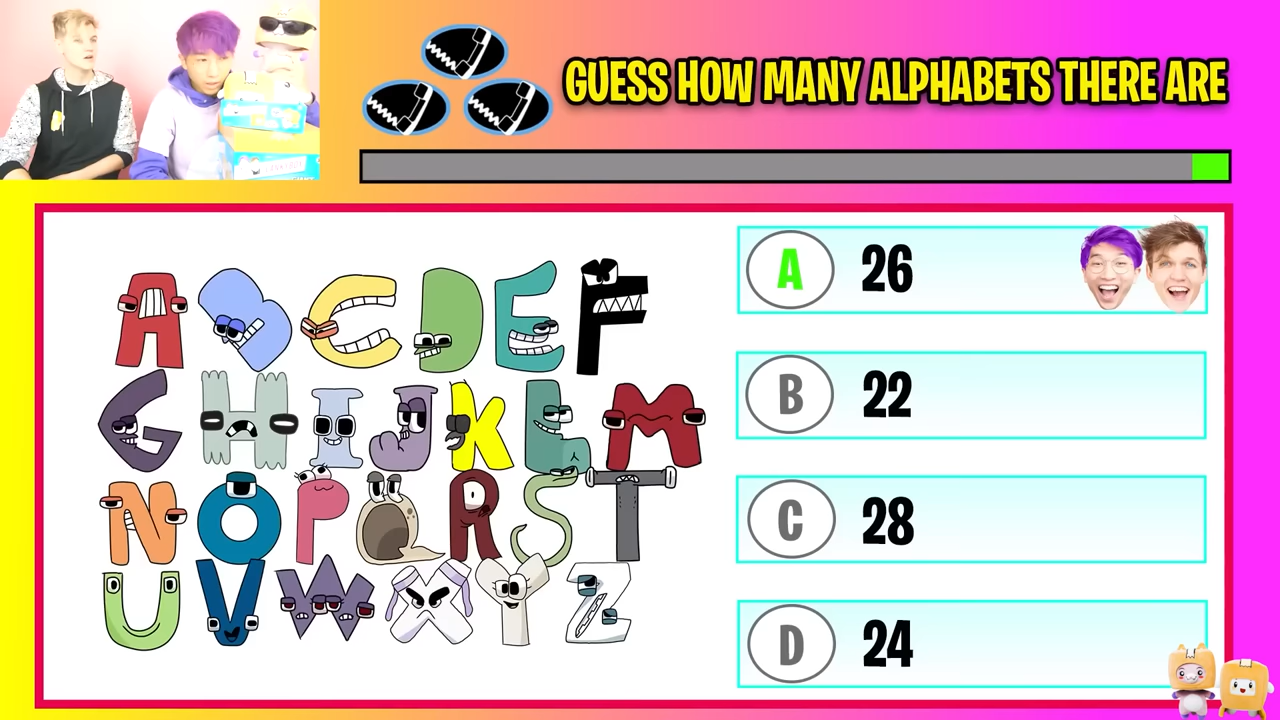 GUESS HOW MANY ALPHABETS THERE ARE
A B C D E F
G H I J K L M
N O P Q R S T
U V W X Y Z
A 26
B 22
C 28
D 24